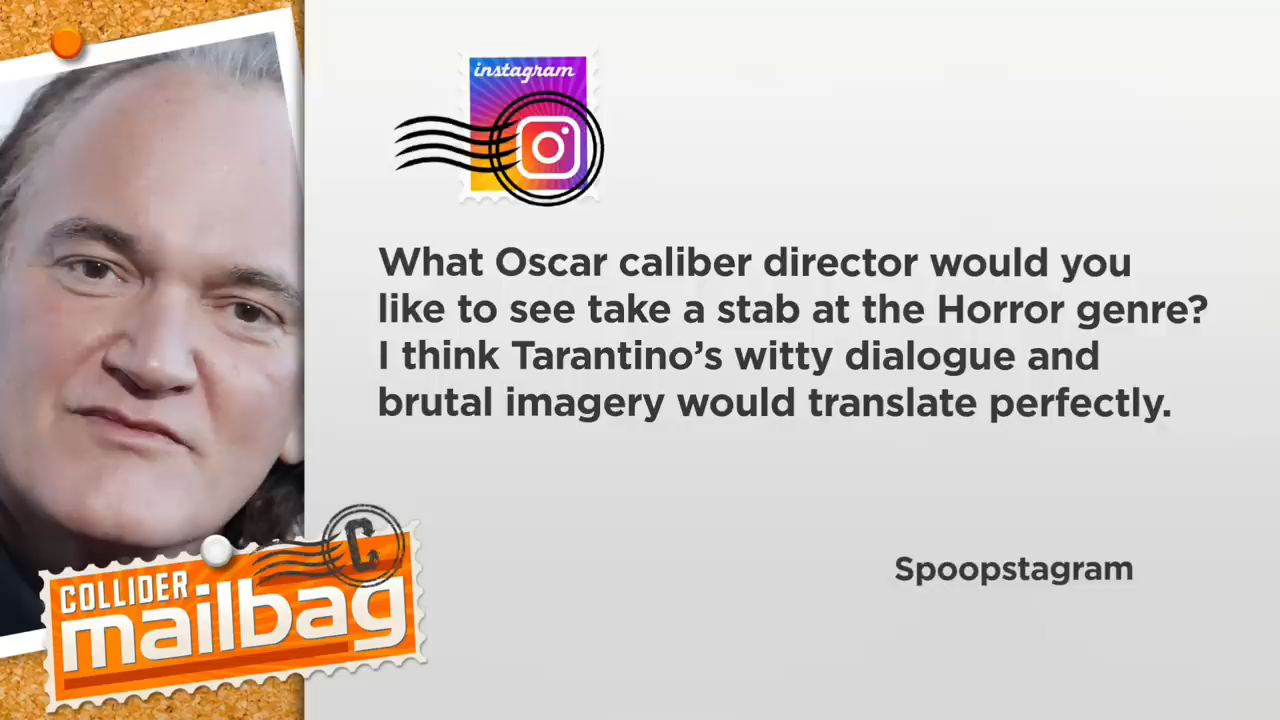 instagram
What Oscar caliber director would you
like to see take a stab at the Horror genre?
I think Tarantino's witty dialogue and
brutal imagery would translate perfectly.
Spoopstagram
C
COLLIDER
mailbag